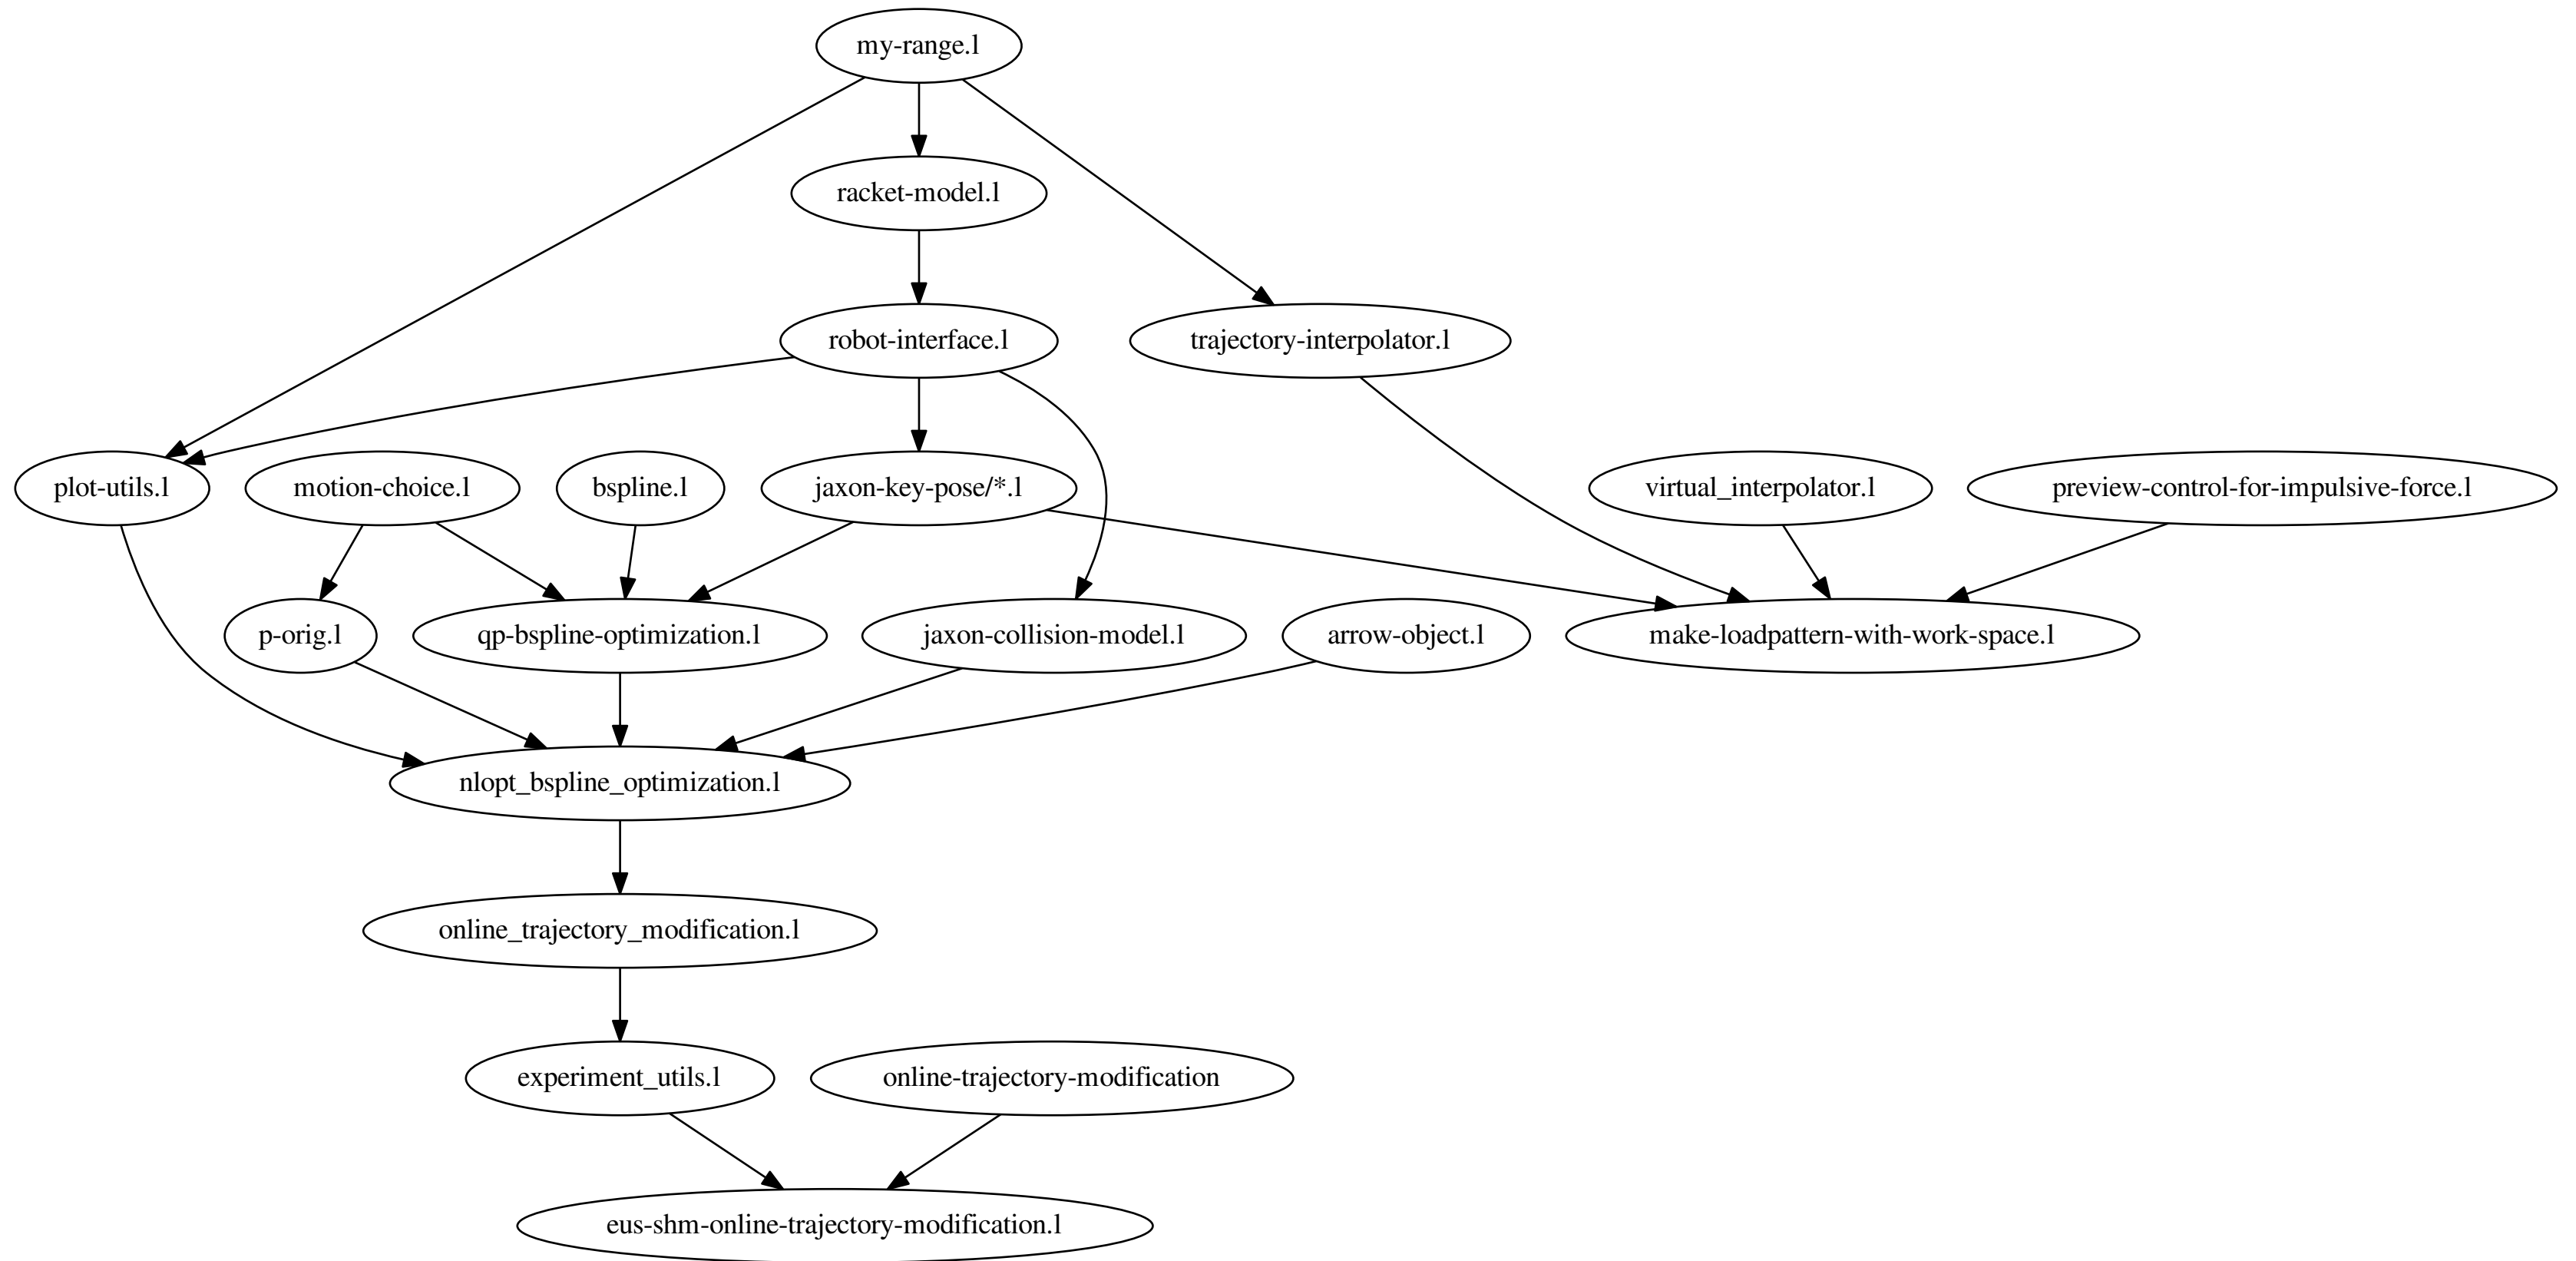 my-range.l
racket-model.l
robot-interface.l
trajectory-interpolator.l
plot-utils.l
motion-choice.l
bspline.l
jaxon-key-pose/*.l
virtual_interpolator.l
preview-control-for-impulsive-force.l
p-orig.l
qp-bspline-optimization.l
jaxon-collision-model.l
arrow-object.l
make-loadpattern-with-work-space.l
nlopt_bspline_optimization.l
online_trajectory_modification.l
experiment_utils.l
online-trajectory-modification
eus-shm-online-trajectory-modification.l